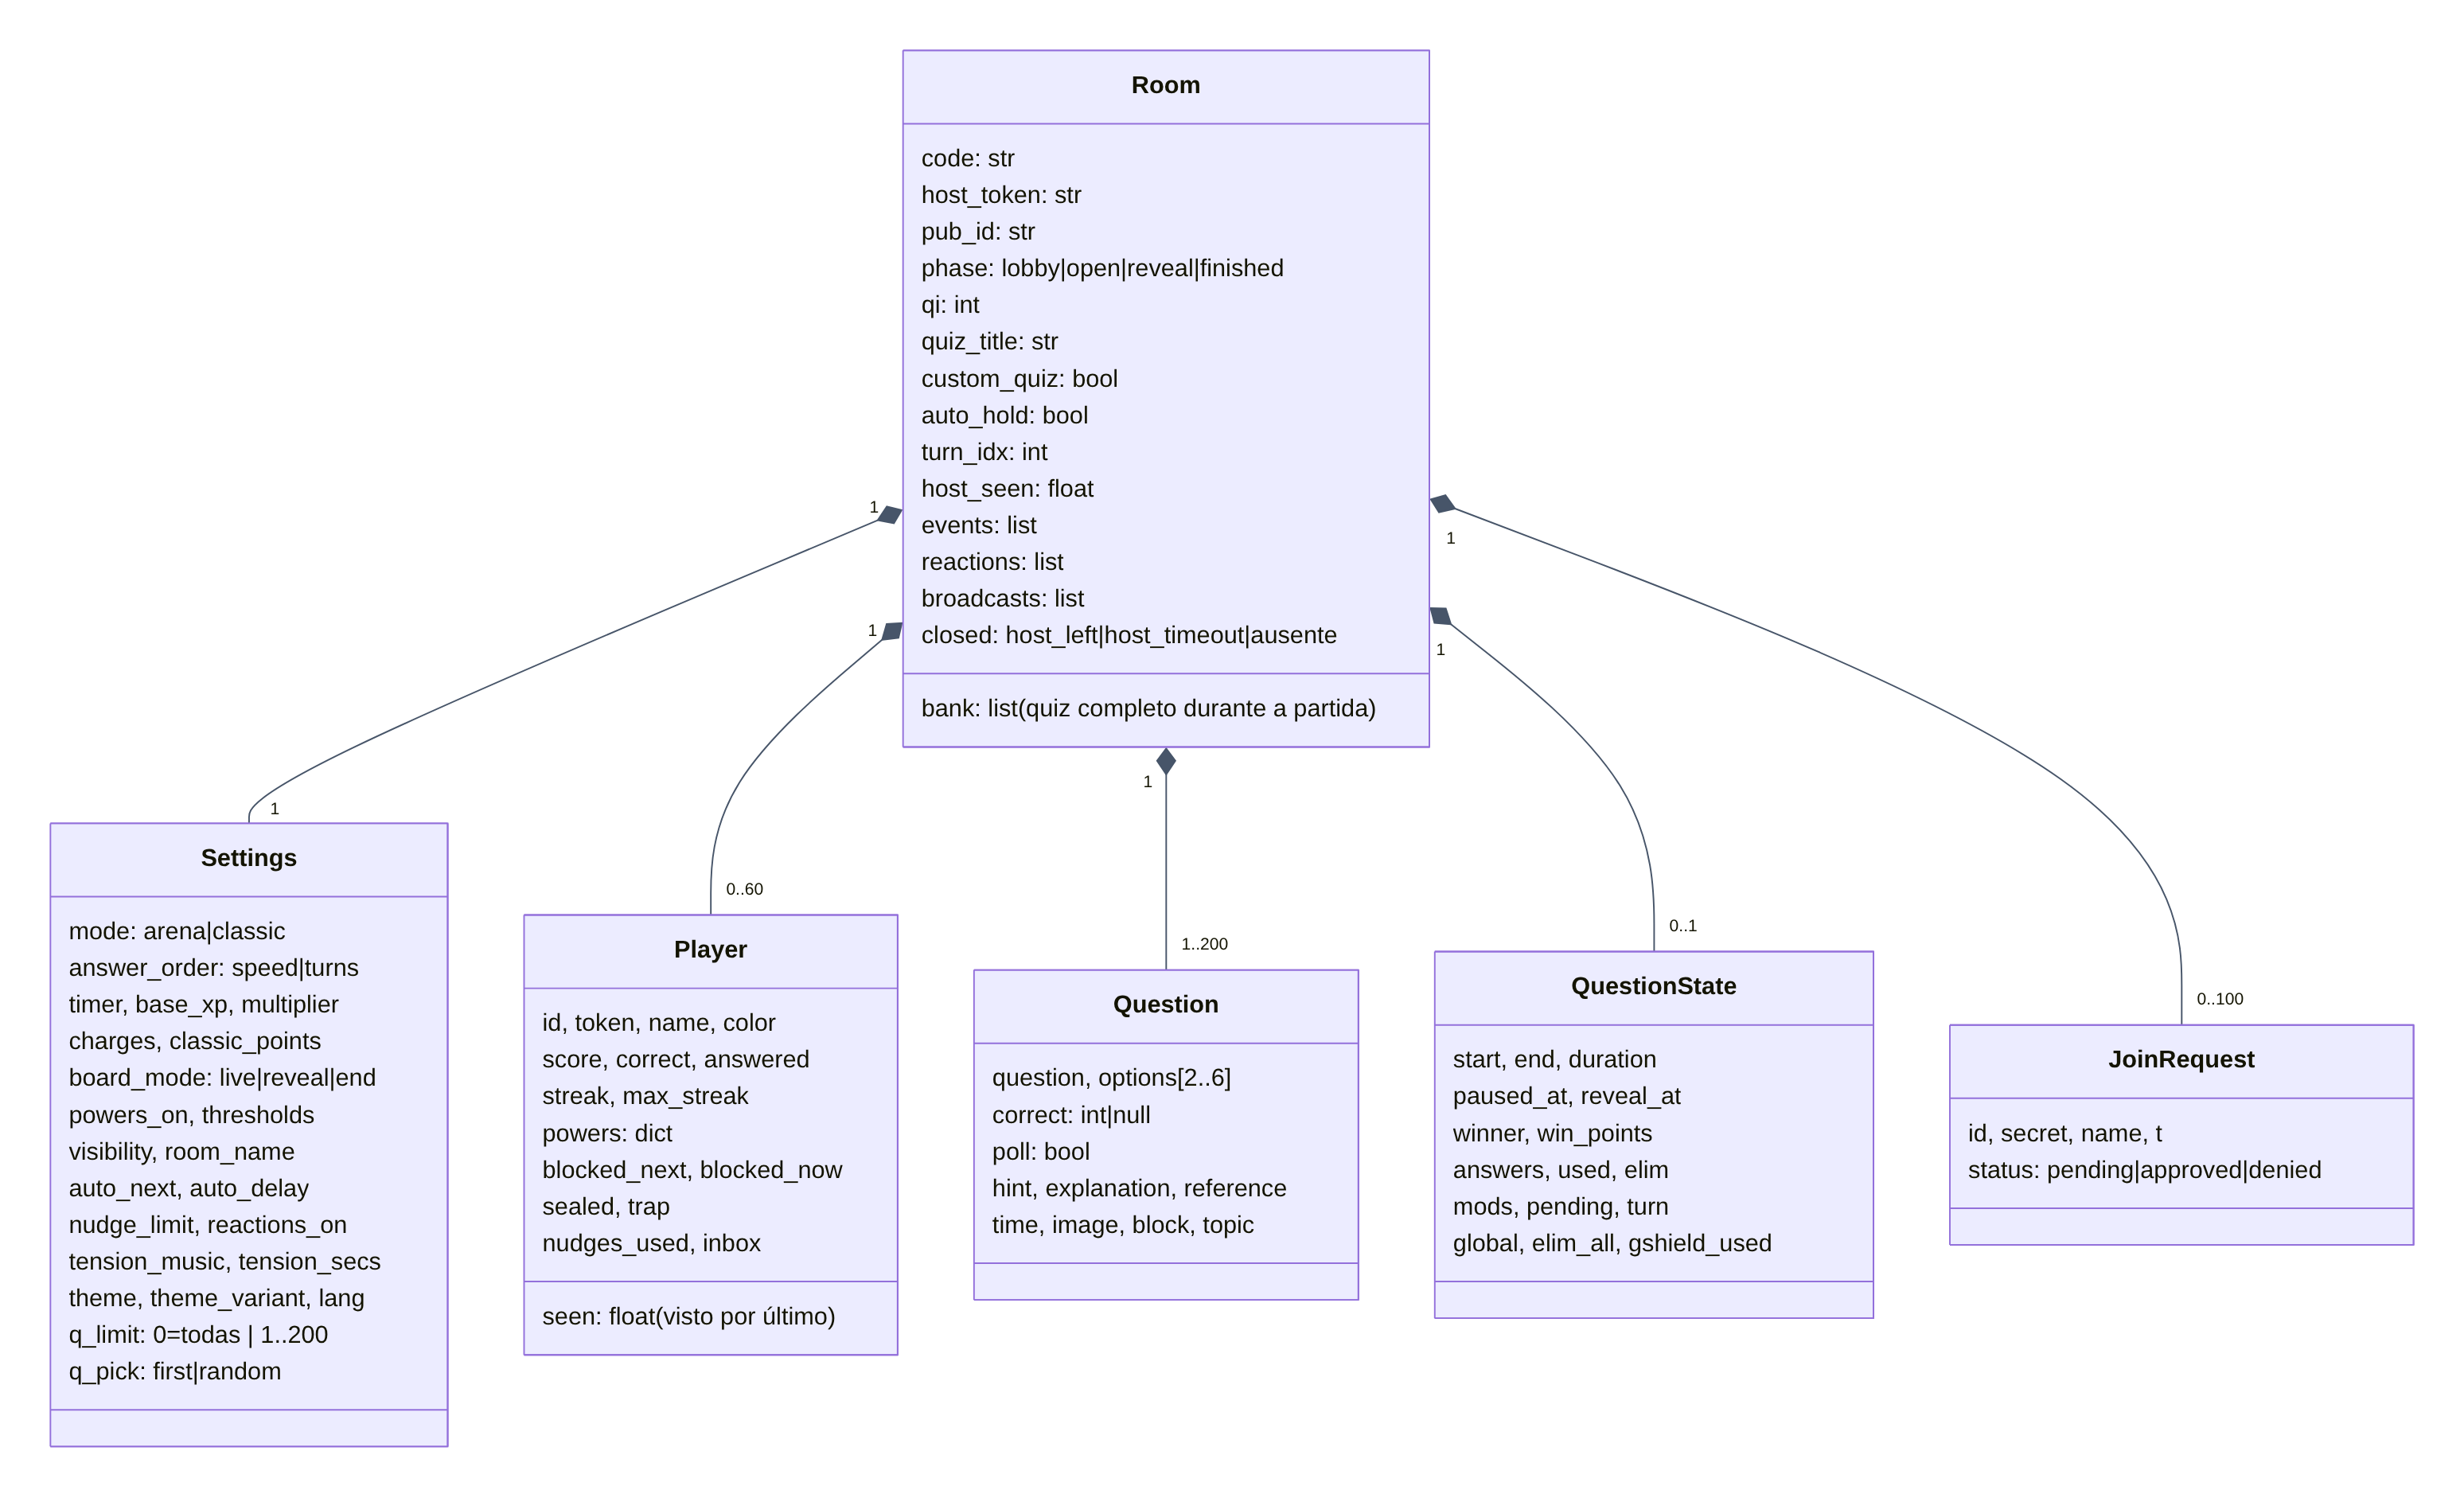 Room
code: str
host_token: str
pub_id: str
phase: lobby|open|reveal|finished
qi: int
quiz_title: str
custom_quiz: bool
auto_hold: bool
turn_idx: int
host_seen: float
events: list
reactions: list
broadcasts: list
closed: host_left|host_timeout|ausente
bank: list(quiz completo durante a partida)
1
1
1
1
1
1
0..60
1..200
0..1
0..100
Settings
mode: arena|classic
answer_order: speed|turns
timer, base_xp, multiplier
charges, classic_points
board_mode: live|reveal|end
powers_on, thresholds
visibility, room_name
auto_next, auto_delay
nudge_limit, reactions_on
tension_music, tension_secs
theme, theme_variant, lang
q_limit: 0=todas | 1..200
q_pick: first|random
Player
id, token, name, color
score, correct, answered
streak, max_streak
powers: dict
blocked_next, blocked_now
sealed, trap
nudges_used, inbox
seen: float(visto por último)
Question
question, options[2..6]
correct: int|null
poll: bool
hint, explanation, reference
time, image, block, topic
QuestionState
start, end, duration
paused_at, reveal_at
winner, win_points
answers, used, elim
mods, pending, turn
global, elim_all, gshield_used
JoinRequest
id, secret, name, t
status: pending|approved|denied